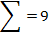 ∑ = 9